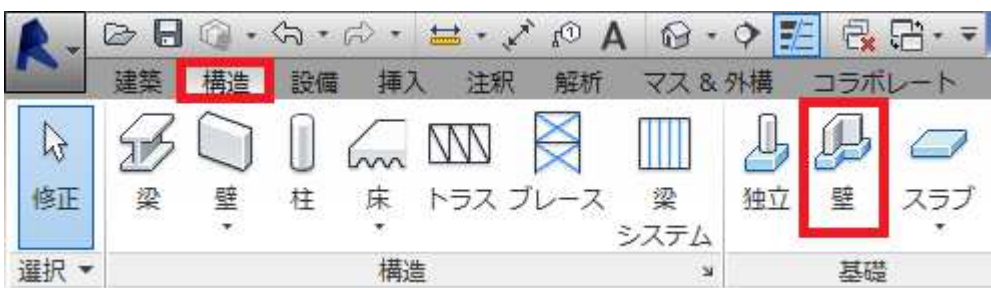 建築 構造 設備 挿入 注釈 解析 マス & 外構 コラボレート
修正 梁 壁 柱 床 トラス ブレース 梁 独立 壁 スラブ
システム
選択 構造 基礎